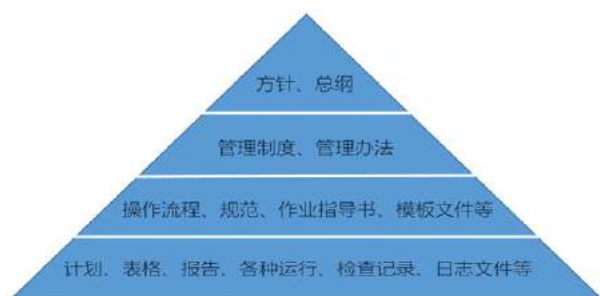 方针、总纲
管理制度、管理办法
操作流程、规范、作业指导书、模板文件等
计划、表格、报告、各种运行、检查记录、日志文件等